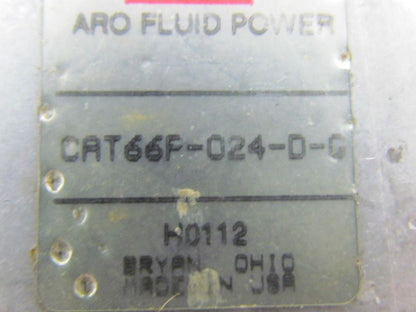 ARO FLUID POWER
CAT66P-024-D-G
H0112
BRYAN, OHIO
MADE IN USA